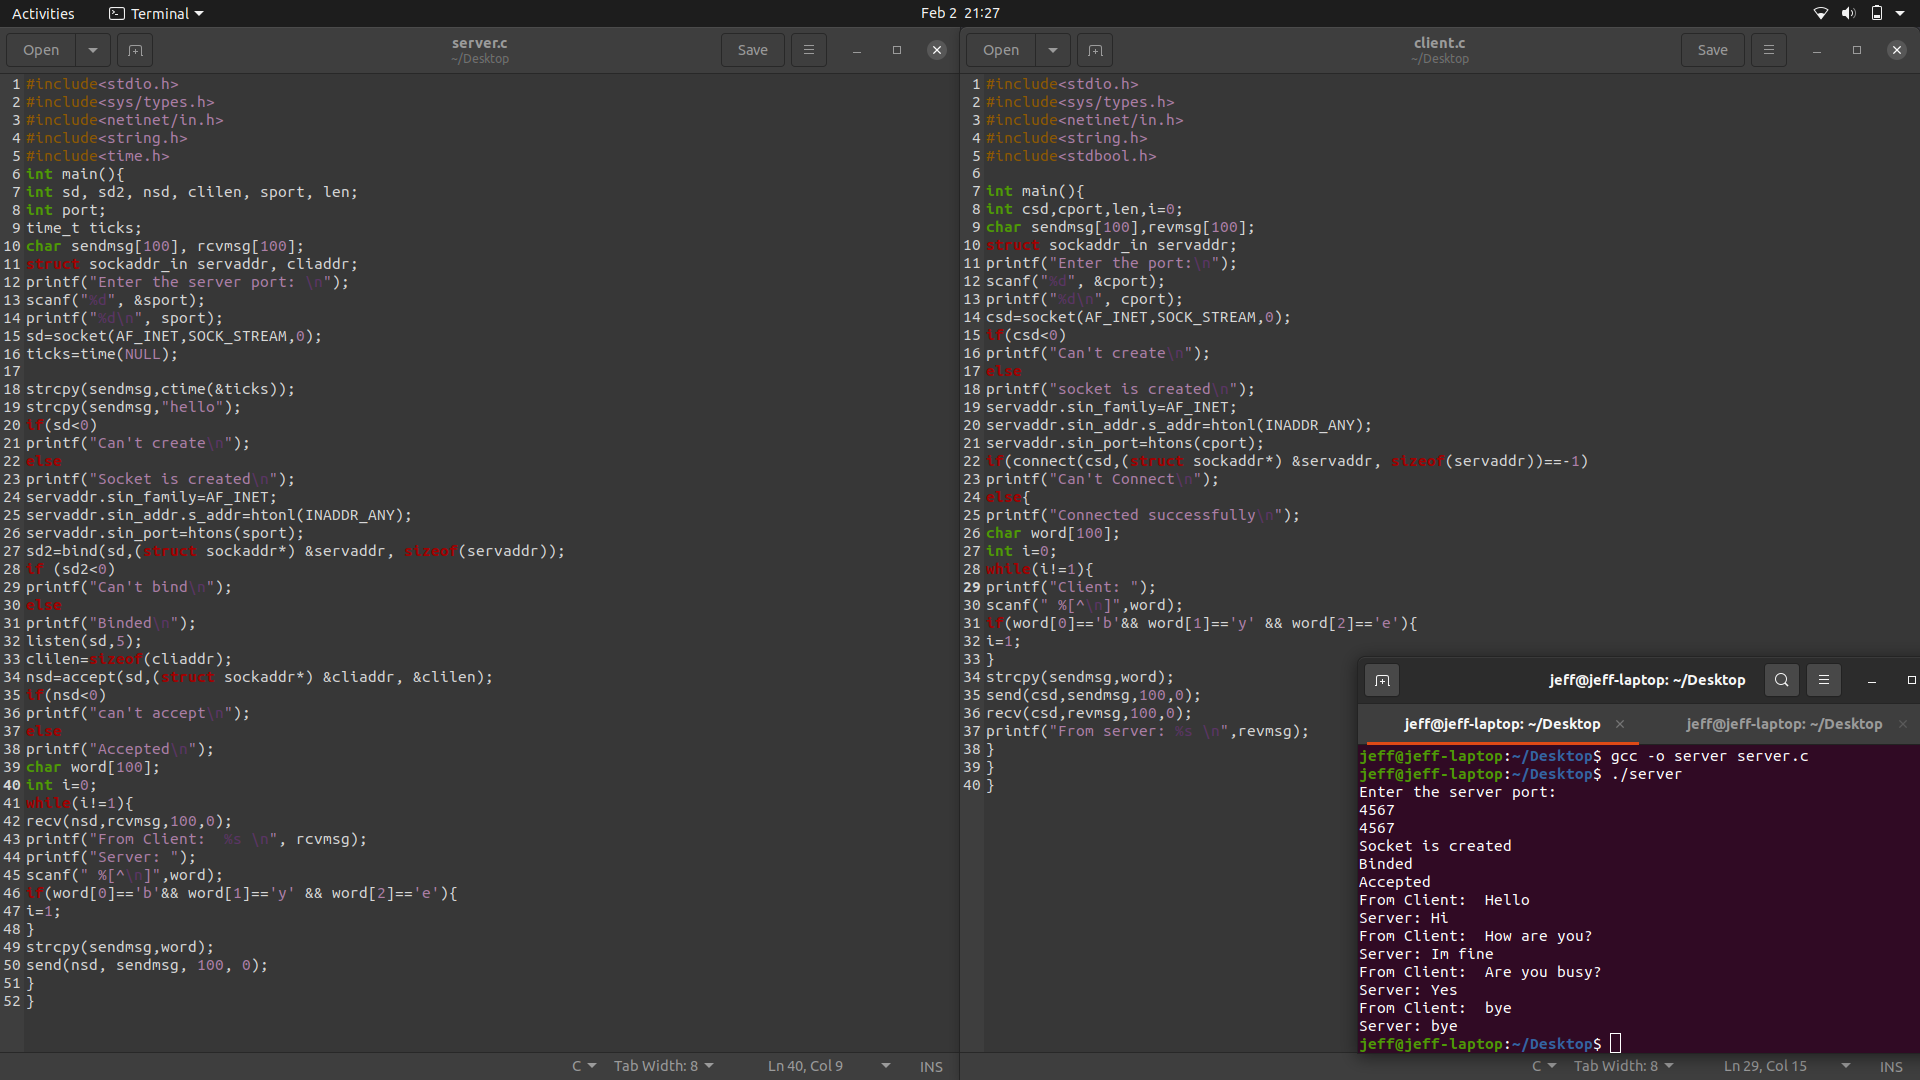 Activities Terminal Feb 2 21:27
Open server.c Save
~/Desktop
1 #include<stdio.h>
2 #include<sys/types.h>
3 #include<netinet/in.h>
4 #include<string.h>
5 #include<time.h>
6 int main(){
7 int sd, sd2, nsd, clilen, sport, len;
8 int port;
9 time_t ticks;
10 char sendmsg[100], rcvmsg[100];
11 struct sockaddr_in servaddr, cliaddr;
12 printf("Enter the server port: \n");
13 scanf("%d", &sport);
14 printf("%d\n", sport);
15 sd=socket(AF_INET,SOCK_STREAM,0);
16 ticks=time(NULL);
17
18 strcpy(sendmsg,ctime(&ticks));
19 strcpy(sendmsg,"hello");
20 if(sd<0)
21 printf("Can't create\n");
22 else
23 printf("Socket is created\n");
24 servaddr.sin_family=AF_INET;
25 servaddr.sin_addr.s_addr=htonl(INADDR_ANY);
26 servaddr.sin_port=htons(sport);
27 sd2=bind(sd,(struct sockaddr*) &servaddr, sizeof(servaddr));
28 if (sd2<0)
29 printf("Can't bind\n");
30 else
31 printf("Binded\n");
32 listen(sd,5);
33 clilen=sizeof(cliaddr);
34 nsd=accept(sd,(struct sockaddr*) &cliaddr, &clilen);
35 if(nsd<0)
36 printf("can't accept\n");
37 else
38 printf("Accepted\n");
39 char word[100];
40 int i=0;
41 while(i!=1){
42 recv(nsd,rcvmsg,100,0);
43 printf("From Client:  %s \n", rcvmsg);
44 printf("Server: ");
45 scanf(" %[^\n]",word);
46 if(word[0]=='b'&& word[1]=='y' && word[2]=='e'){
47 i=1;
48 }
49 strcpy(sendmsg,word);
50 send(nsd, sendmsg, 100, 0);
51 }
52 }
C Tab Width: 8 Ln 40, Col 9 INS
Open client.c Save
~/Desktop
1 #include<stdio.h>
2 #include<sys/types.h>
3 #include<netinet/in.h>
4 #include<string.h>
5 #include<stdbool.h>
6
7 int main(){
8 int csd,cport,len,i=0;
9 char sendmsg[100],revmsg[100];
10 struct sockaddr_in servaddr;
11 printf("Enter the port:\n");
12 scanf("%d", &cport);
13 printf("%d\n", cport);
14 csd=socket(AF_INET,SOCK_STREAM,0);
15 if(csd<0)
16 printf("Can't create\n");
17 else
18 printf("socket is created\n");
19 servaddr.sin_family=AF_INET;
20 servaddr.sin_addr.s_addr=htonl(INADDR_ANY);
21 servaddr.sin_port=htons(cport);
22 if(connect(csd,(struct sockaddr*) &servaddr, sizeof(servaddr))==-1)
23 printf("Can't Connect\n");
24 else{
25 printf("Connected successfully\n");
26 char word[100];
27 int i=0;
28 while(i!=1){
29 printf("Client: ");
30 scanf(" %[^\n]",word);
31 if(word[0]=='b'&& word[1]=='y' && word[2]=='e'){
32 i=1;
33 }
34 strcpy(sendmsg,word);
35 send(csd,sendmsg,100,0);
36 recv(csd,revmsg,100,0);
37 printf("From server: %s \n",revmsg);
38 }
39 }
40 }
C Tab Width: 8 Ln 29, Col 15 INS
jeff@jeff-laptop: ~/Desktop
jeff@jeff-laptop: ~/Desktop jeff@jeff-laptop: ~/Desktop
jeff@jeff-laptop:~/Desktop$ gcc -o server server.c
jeff@jeff-laptop:~/Desktop$ ./server
Enter the server port:
4567
4567
Socket is created
Binded
Accepted
From Client:  Hello
Server: Hi
From Client:  How are you?
Server: Im fine
From Client:  Are you busy?
Server: Yes
From Client:  bye
Server: bye
jeff@jeff-laptop:~/Desktop$